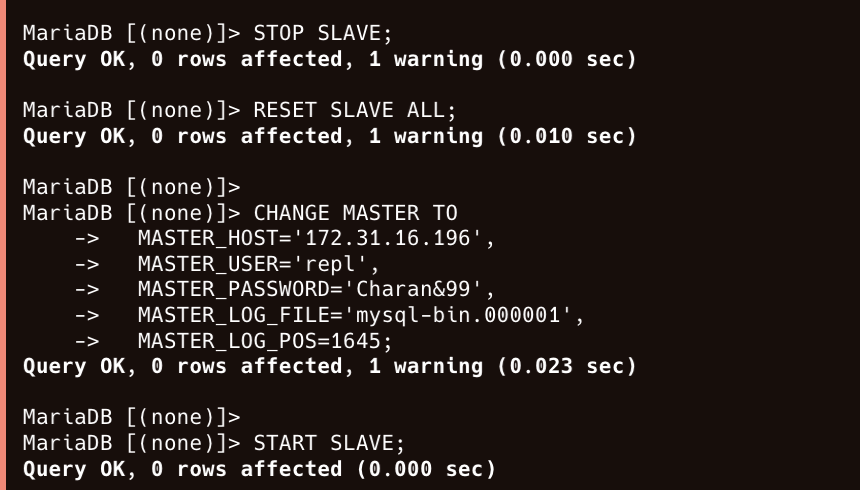 MariaDB [(none)]> STOP SLAVE;
Query OK, 0 rows affected, 1 warning (0.000 sec)
MariaDB [(none)]> RESET SLAVE ALL;
Query OK, 0 rows affected, 1 warning (0.010 sec)
MariaDB [(none)]>
MariaDB [(none)]> CHANGE MASTER TO
    ->   MASTER_HOST='172.31.16.196',
    ->   MASTER_USER='repl',
    ->   MASTER_PASSWORD='Charan&99',
    ->   MASTER_LOG_FILE='mysql-bin.000001',
    ->   MASTER_LOG_POS=1645;
Query OK, 0 rows affected, 1 warning (0.023 sec)
MariaDB [(none)]>
MariaDB [(none)]> START SLAVE;
Query OK, 0 rows affected (0.000 sec)